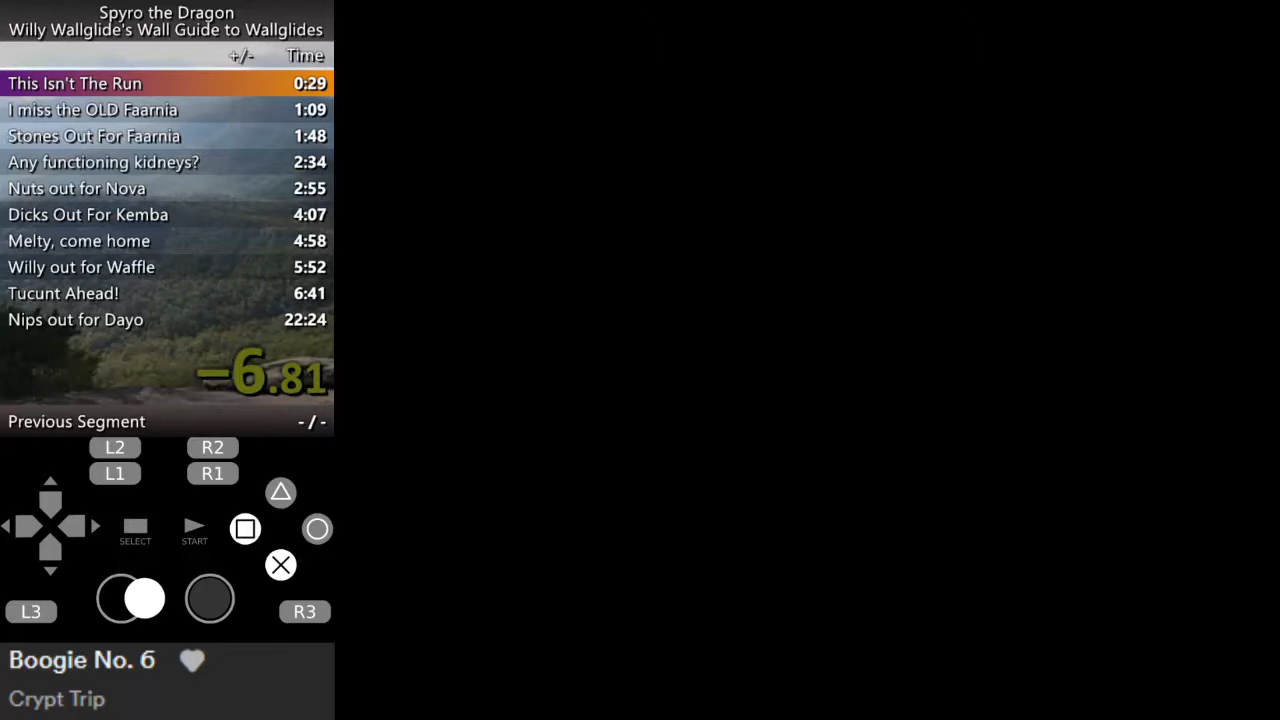 Spyro the Dragon
Willy Wallglide's Wall Guide to Wallglides
+/- Time
This Isn't The Run 0:29
I miss the OLD Faarnia 1:09
Stones Out For Faarnia 1:48
Any functioning kidneys? 2:34
Nuts out for Nova 2:55
Dicks Out For Kemba 4:07
Melty, come home 4:58
Willy out for Waffle 5:52
Tucunt Ahead! 6:41
Nips out for Dayo 22:24
−6.81
Previous Segment - / -
L2 R2
L1 R1
SELECT START
L3 R3
Boogie No. 6
Crypt Trip